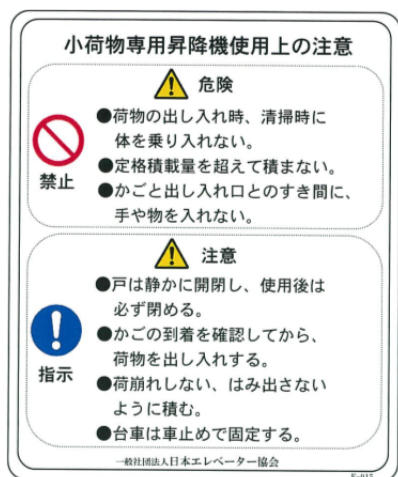 小荷物専用昇降機使用上の注意
危険
●荷物の出し入れ時、清掃時に
体を乗り入れない。
●定格積載量を超えて積まない。
●かごと出し入れ口とのすき間に、
手や物を入れない。
禁止
注意
●戸は静かに開閉し、使用後は
必ず閉める。
●かごの到着を確認してから、
荷物を出し入れする。
●荷崩れしない、はみ出さない
ように積む。
●台車は車止めで固定する。
指示
一般社団法人日本エレベーター協会